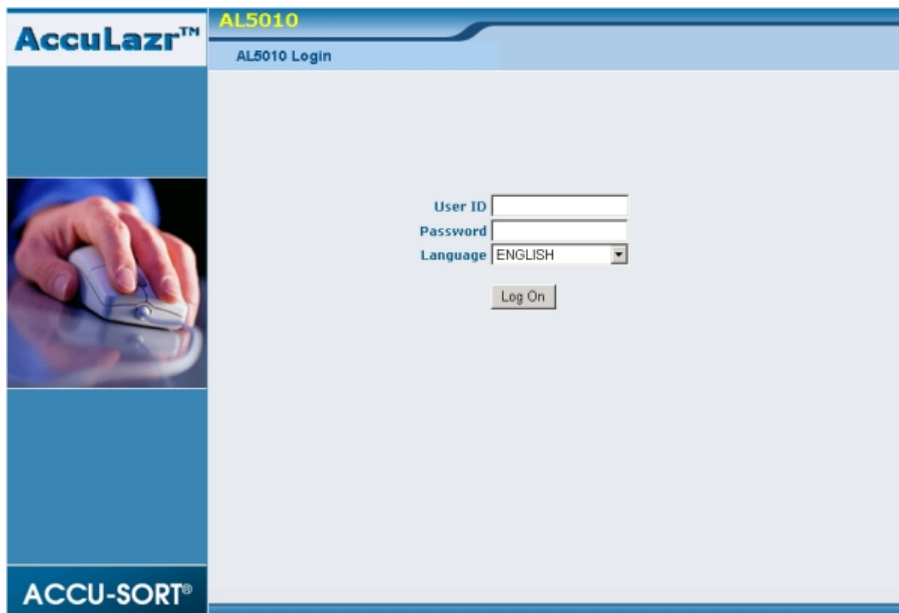 AccuLazr™
AL5010
AL5010 Login
User ID
Password
Language ENGLISH
Log On
ACCU-SORT®